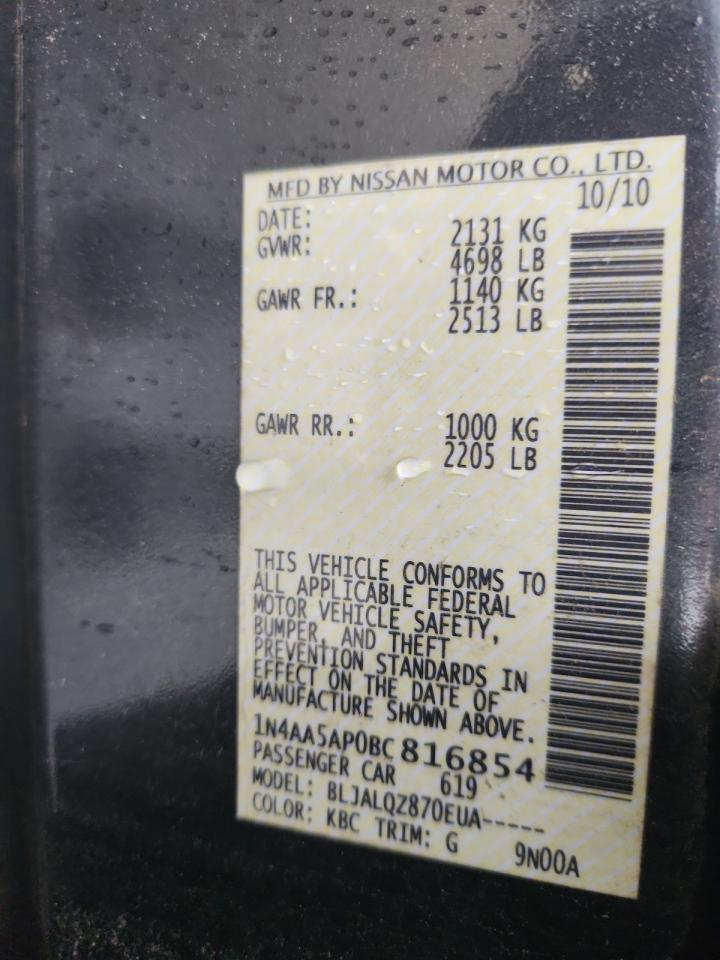 MFD BY NISSAN MOTOR CO., LTD.
DATE: 10/10
GVWR: 2131 KG
4698 LB
GAWR FR.: 1140 KG
2513 LB
GAWR RR.: 1000 KG
2205 LB
THIS VEHICLE CONFORMS TO
ALL APPLICABLE FEDERAL
MOTOR VEHICLE SAFETY,
BUMPER, AND THEFT
PREVENTION STANDARDS IN
EFFECT ON THE DATE OF
MANUFACTURE SHOWN ABOVE.
1N4AA5AP0BC816854
PASSENGER CAR 619
MODEL: BLJALQZ870EUA-----
COLOR: KBC TRIM: G 9N00A